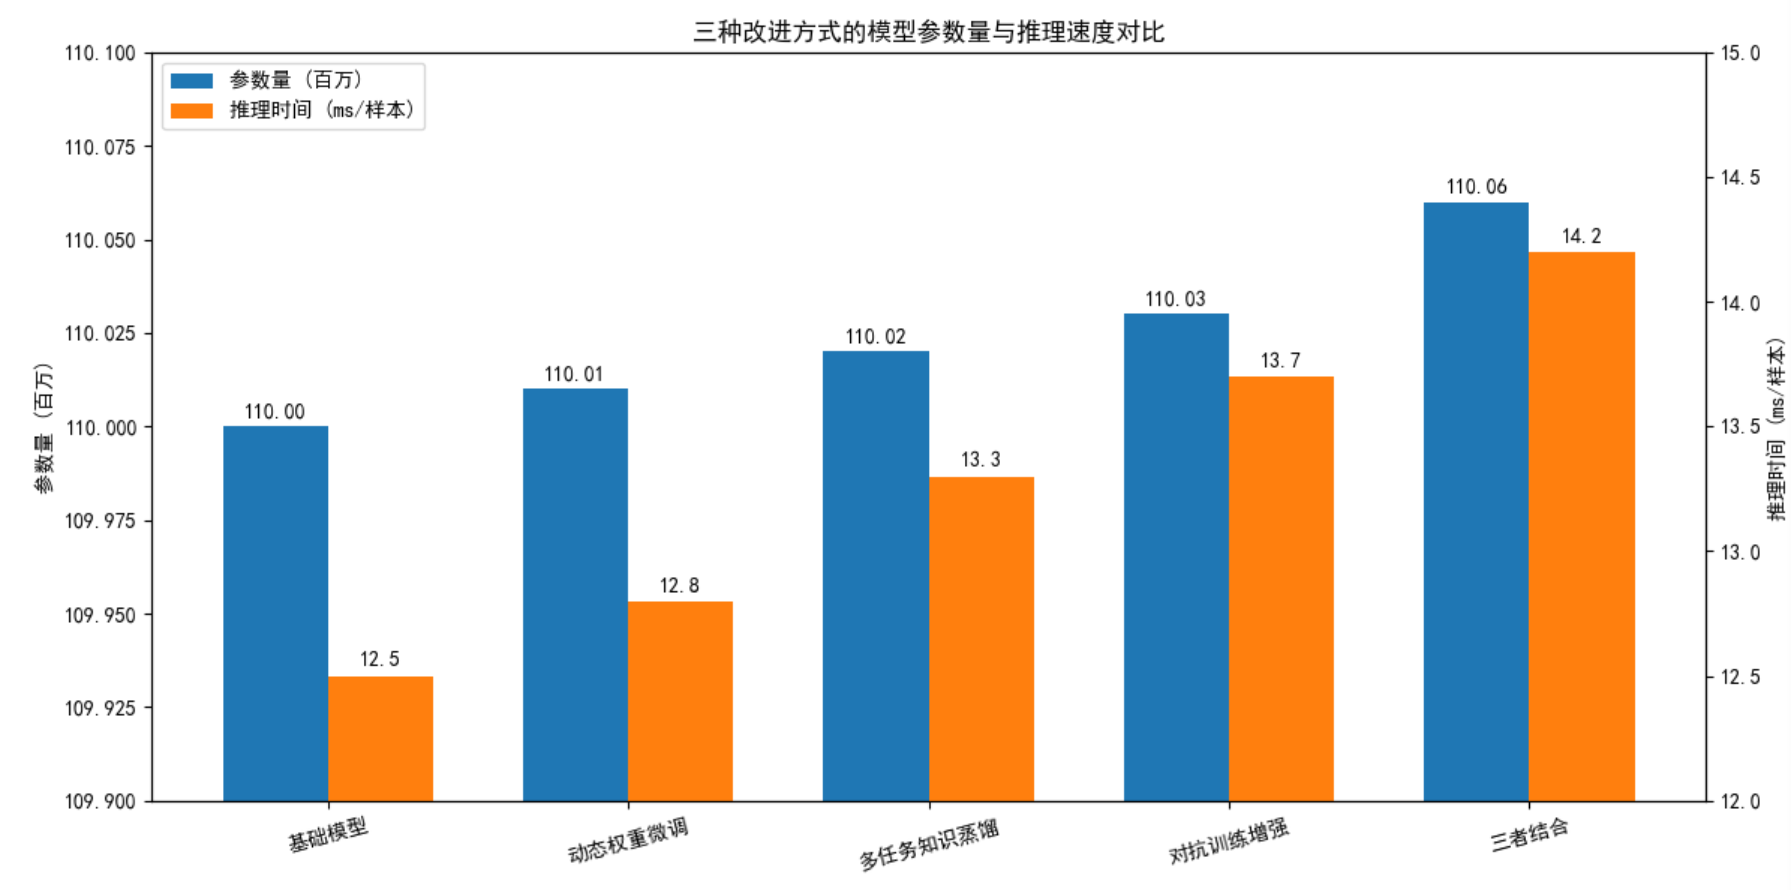 三种改进方式的模型参数量与推理速度对比
参数量 (百万)
推理时间 (ms/样本)
110.100
110.075
110.050
110.025
110.000
109.975
109.950
109.925
109.900
参数量 (百万)
15.0
14.5
14.0
13.5
13.0
12.5
12.0
推理时间 (ms/样本)
110.00
12.5
110.01
12.8
110.02
13.3
110.03
13.7
110.06
14.2
基础模型
动态权重微调
多任务知识蒸馏
对抗训练增强
三者结合